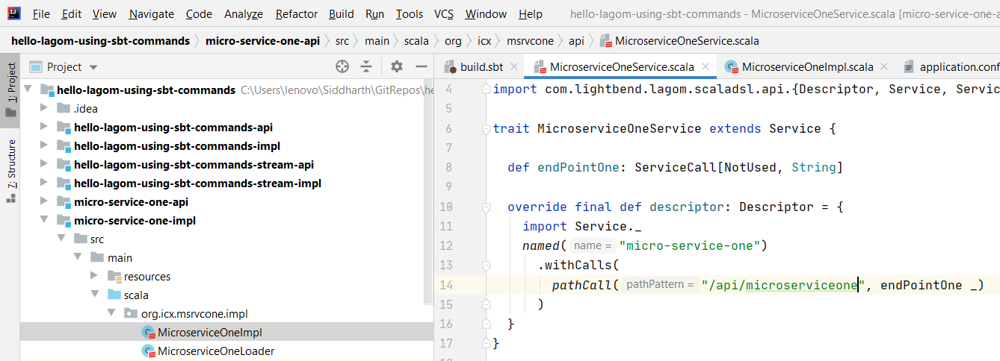 File Edit View Navigate Code Analyze Refactor Build Run Tools VCS Window Help hello-lagom-using-sbt-commands - MicroserviceOneService.scala [micro-service-one-a
hello-lagom-using-sbt-commands micro-service-one-api src main scala org icx msrvcone api MicroserviceOneService.scala
1: Project
7: Structure
Project
hello-lagom-using-sbt-commands C:\Users\lenovo\Siddharth\GitRepos\he
.idea
hello-lagom-using-sbt-commands-api
hello-lagom-using-sbt-commands-impl
hello-lagom-using-sbt-commands-stream-api
hello-lagom-using-sbt-commands-stream-impl
micro-service-one-api
micro-service-one-impl
src
main
resources
scala
org.icx.msrvcone.impl
MicroserviceOneImpl
MicroserviceOneLoader
build.sbt MicroserviceOneService.scala MicroserviceOneImpl.scala application.conf
4 import com.lightbend.lagom.scaladsl.api.{Descriptor, Service, Servic
5
6 trait MicroserviceOneService extends Service {
7
8 def endPointOne: ServiceCall[NotUsed, String]
9
10 override final def descriptor: Descriptor = {
11 import Service._
12 named( name = "micro-service-one")
13 .withCalls(
14 pathCall( pathPattern = "/api/microserviceone", endPointOne _)
15 )
16 }
17 }